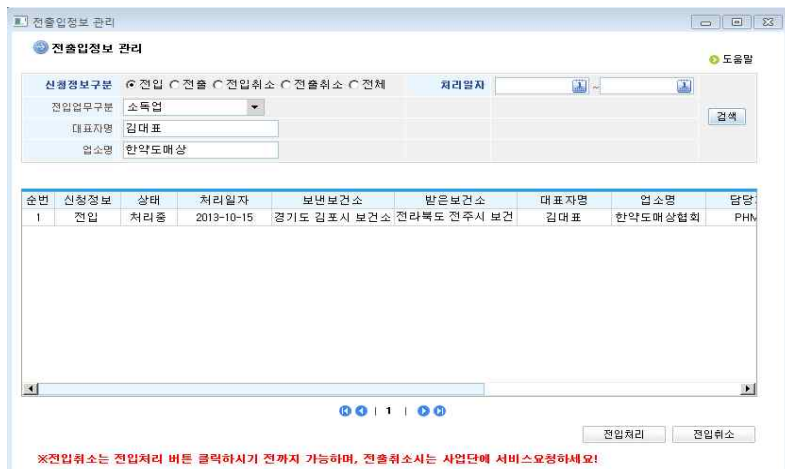 전출입정보 관리
전출입정보 관리
도움말
신청정보구분 전입 전출 전입취소 전출취소 전체 처리일자 ~
전입업무구분 소독업
검색
대표자명 김대표
업소명 한약도매상
순번 신청정보 상태 처리일자 보낸보건소 받은보건소 대표자명 업소명 담당
1 전입 처리중 2013-10-15 경기도 김포시 보건소 전라북도 전주시 보건 김대표 한약도매상협회 PHM
1
전입처리 전입취소
※전입취소는 전입처리 버튼 클릭하시기 전까지 가능하며, 전출취소시는 사업단에 서비스요청하세요!